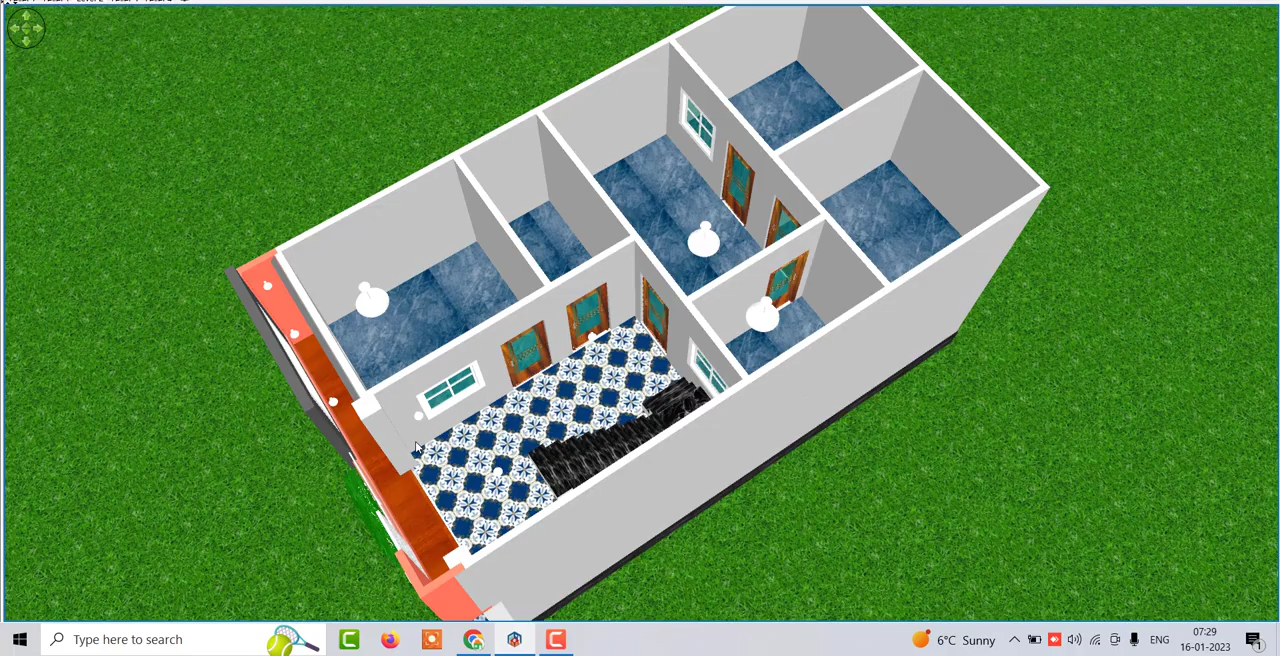 Type here to search
6°C Sunny
ENG
07:29
16-01-2023
1